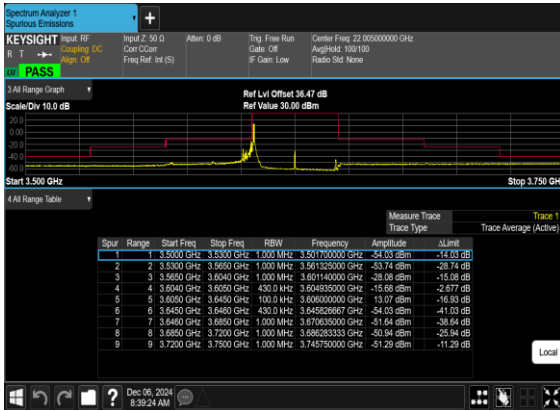 Spectrum Analyzer 1
Spurious Emissions
+
KEYSIGHT Input: RF Input Z: 50 Ω Atten: 0 dB Trig: Free Run Center Freq: 22.005000000 GHz
R T Coupling: DC Corr CCorr Gate: Off Avg|Hold: 100/100
Align: Off Freq Ref: Int (S) IF Gain: Low Radio Std: None
PASS
3 All Range Graph
Ref Lvl Offset 36.47 dB
Scale/Div 10.0 dB Ref Value 30.00 dBm
20.0
0.00
-20.0
-40.0
-60.0
Start 3.500 GHz Stop 3.750 GH
4 All Range Table
Measure Trace Trace 1
Trace Type Trace Average (Active)
Spur Range Start Freq Stop Freq RBW Frequency Amplitude ΔLimit
1 1 3.5000 GHz 3.5300 GHz 1.000 MHz 3.501700000 GHz -54.03 dBm -14.03 dB
2 2 3.5300 GHz 3.5650 GHz 1.000 MHz 3.561325000 GHz -53.74 dBm -28.74 dB
3 3 3.5650 GHz 3.6040 GHz 1.000 MHz 3.601140000 GHz -28.08 dBm -15.08 dB
4 4 3.6040 GHz 3.6050 GHz 430.0 kHz 3.604935000 GHz -15.68 dBm -2.677 dB
5 5 3.6050 GHz 3.6450 GHz 100.0 kHz 3.606000000 GHz 13.07 dBm -16.93 dB
6 6 3.6450 GHz 3.6460 GHz 430.0 kHz 3.645826667 GHz -54.03 dBm -41.03 dB
7 7 3.6460 GHz 3.6850 GHz 1.000 MHz 3.670635000 GHz -51.64 dBm -38.64 dB
8 8 3.6850 GHz 3.7200 GHz 1.000 MHz 3.686283333 GHz -50.94 dBm -25.94 dB
9 9 3.7200 GHz 3.7500 GHz 1.000 MHz 3.745750000 GHz -51.29 dBm -11.29 dB
Local
? Dec 06, 2024
8:39:24 AM